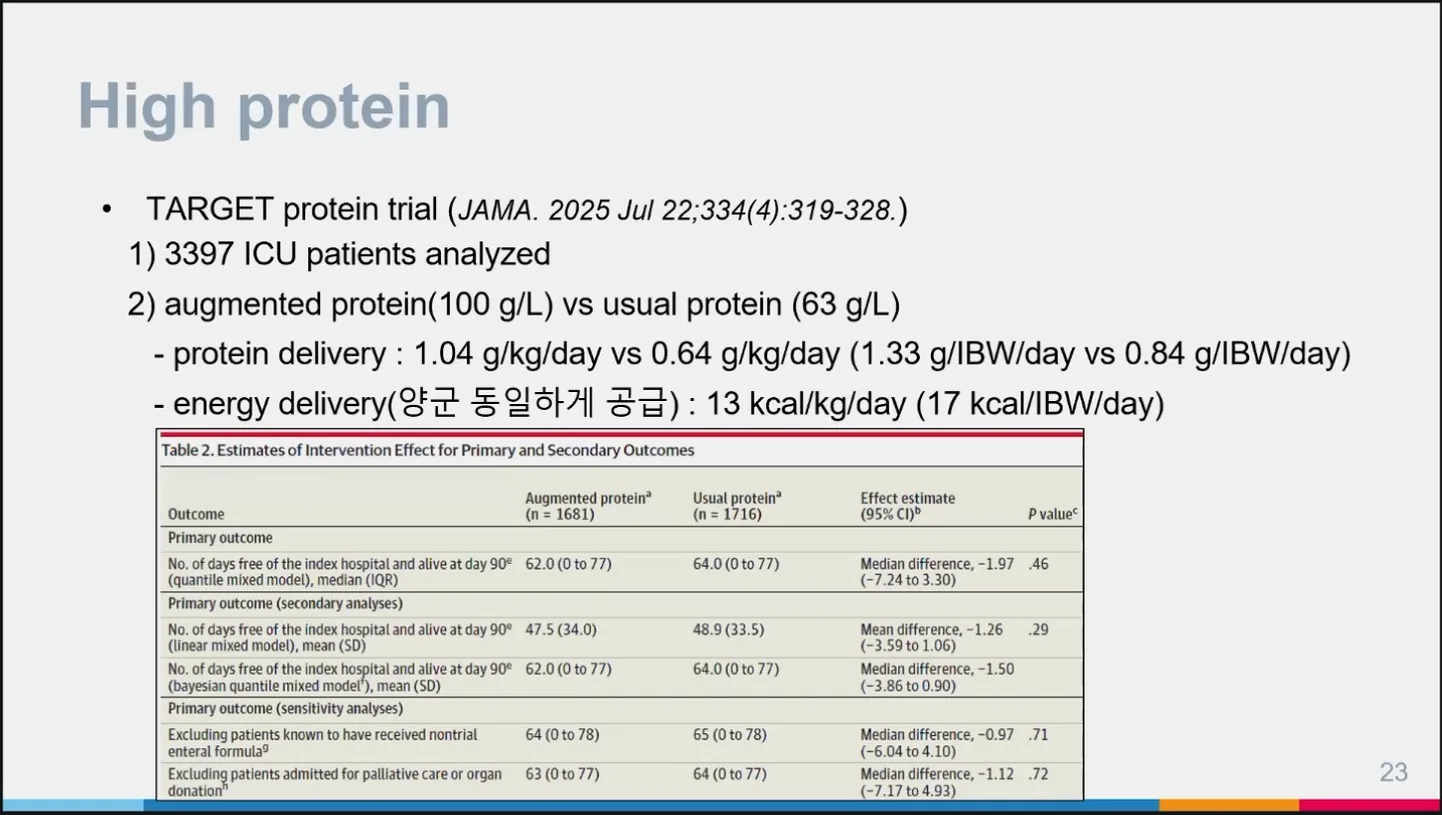 High protein
• TARGET protein trial (JAMA. 2025 Jul 22;334(4):319-328.)
1) 3397 ICU patients analyzed
2) augmented protein(100 g/L) vs usual protein (63 g/L)
- protein delivery : 1.04 g/kg/day vs 0.64 g/kg/day (1.33 g/IBW/day vs 0.84 g/IBW/day)
- energy delivery(양군 동일하게 공급) : 13 kcal/kg/day (17 kcal/IBW/day)
Table 2. Estimates of Intervention Effect for Primary and Secondary Outcomes
Outcome Augmented proteinᵃ (n = 1681) Usual proteinᵃ (n = 1716) Effect estimate (95% CI)ᵇ P valueᶜ
Primary outcome
No. of days free of the index hospital and alive at day 90ᵉ 62.0 (0 to 77) 64.0 (0 to 77) Median difference, −1.97 .46
(quantile mixed model), median (IQR) (−7.24 to 3.30)
Primary outcome (secondary analyses)
No. of days free of the index hospital and alive at day 90ᵉ 47.5 (34.0) 48.9 (33.5) Mean difference, −1.26 .29
(linear mixed model), mean (SD) (−3.59 to 1.06)
No. of days free of the index hospital and alive at day 90ᵉ 62.0 (0 to 77) 64.0 (0 to 77) Median difference, −1.50
(bayesian quantile mixed modelᶠ), mean (SD) (−3.86 to 0.90)
Primary outcome (sensitivity analyses)
Excluding patients known to have received nontrial 64 (0 to 78) 65 (0 to 78) Median difference, −0.97 .71
enteral formulaᵍ (−6.04 to 4.10)
Excluding patients admitted for palliative care or organ 63 (0 to 77) 64 (0 to 77) Median difference, −1.12 .72
donationʰ (−7.17 to 4.93)
23